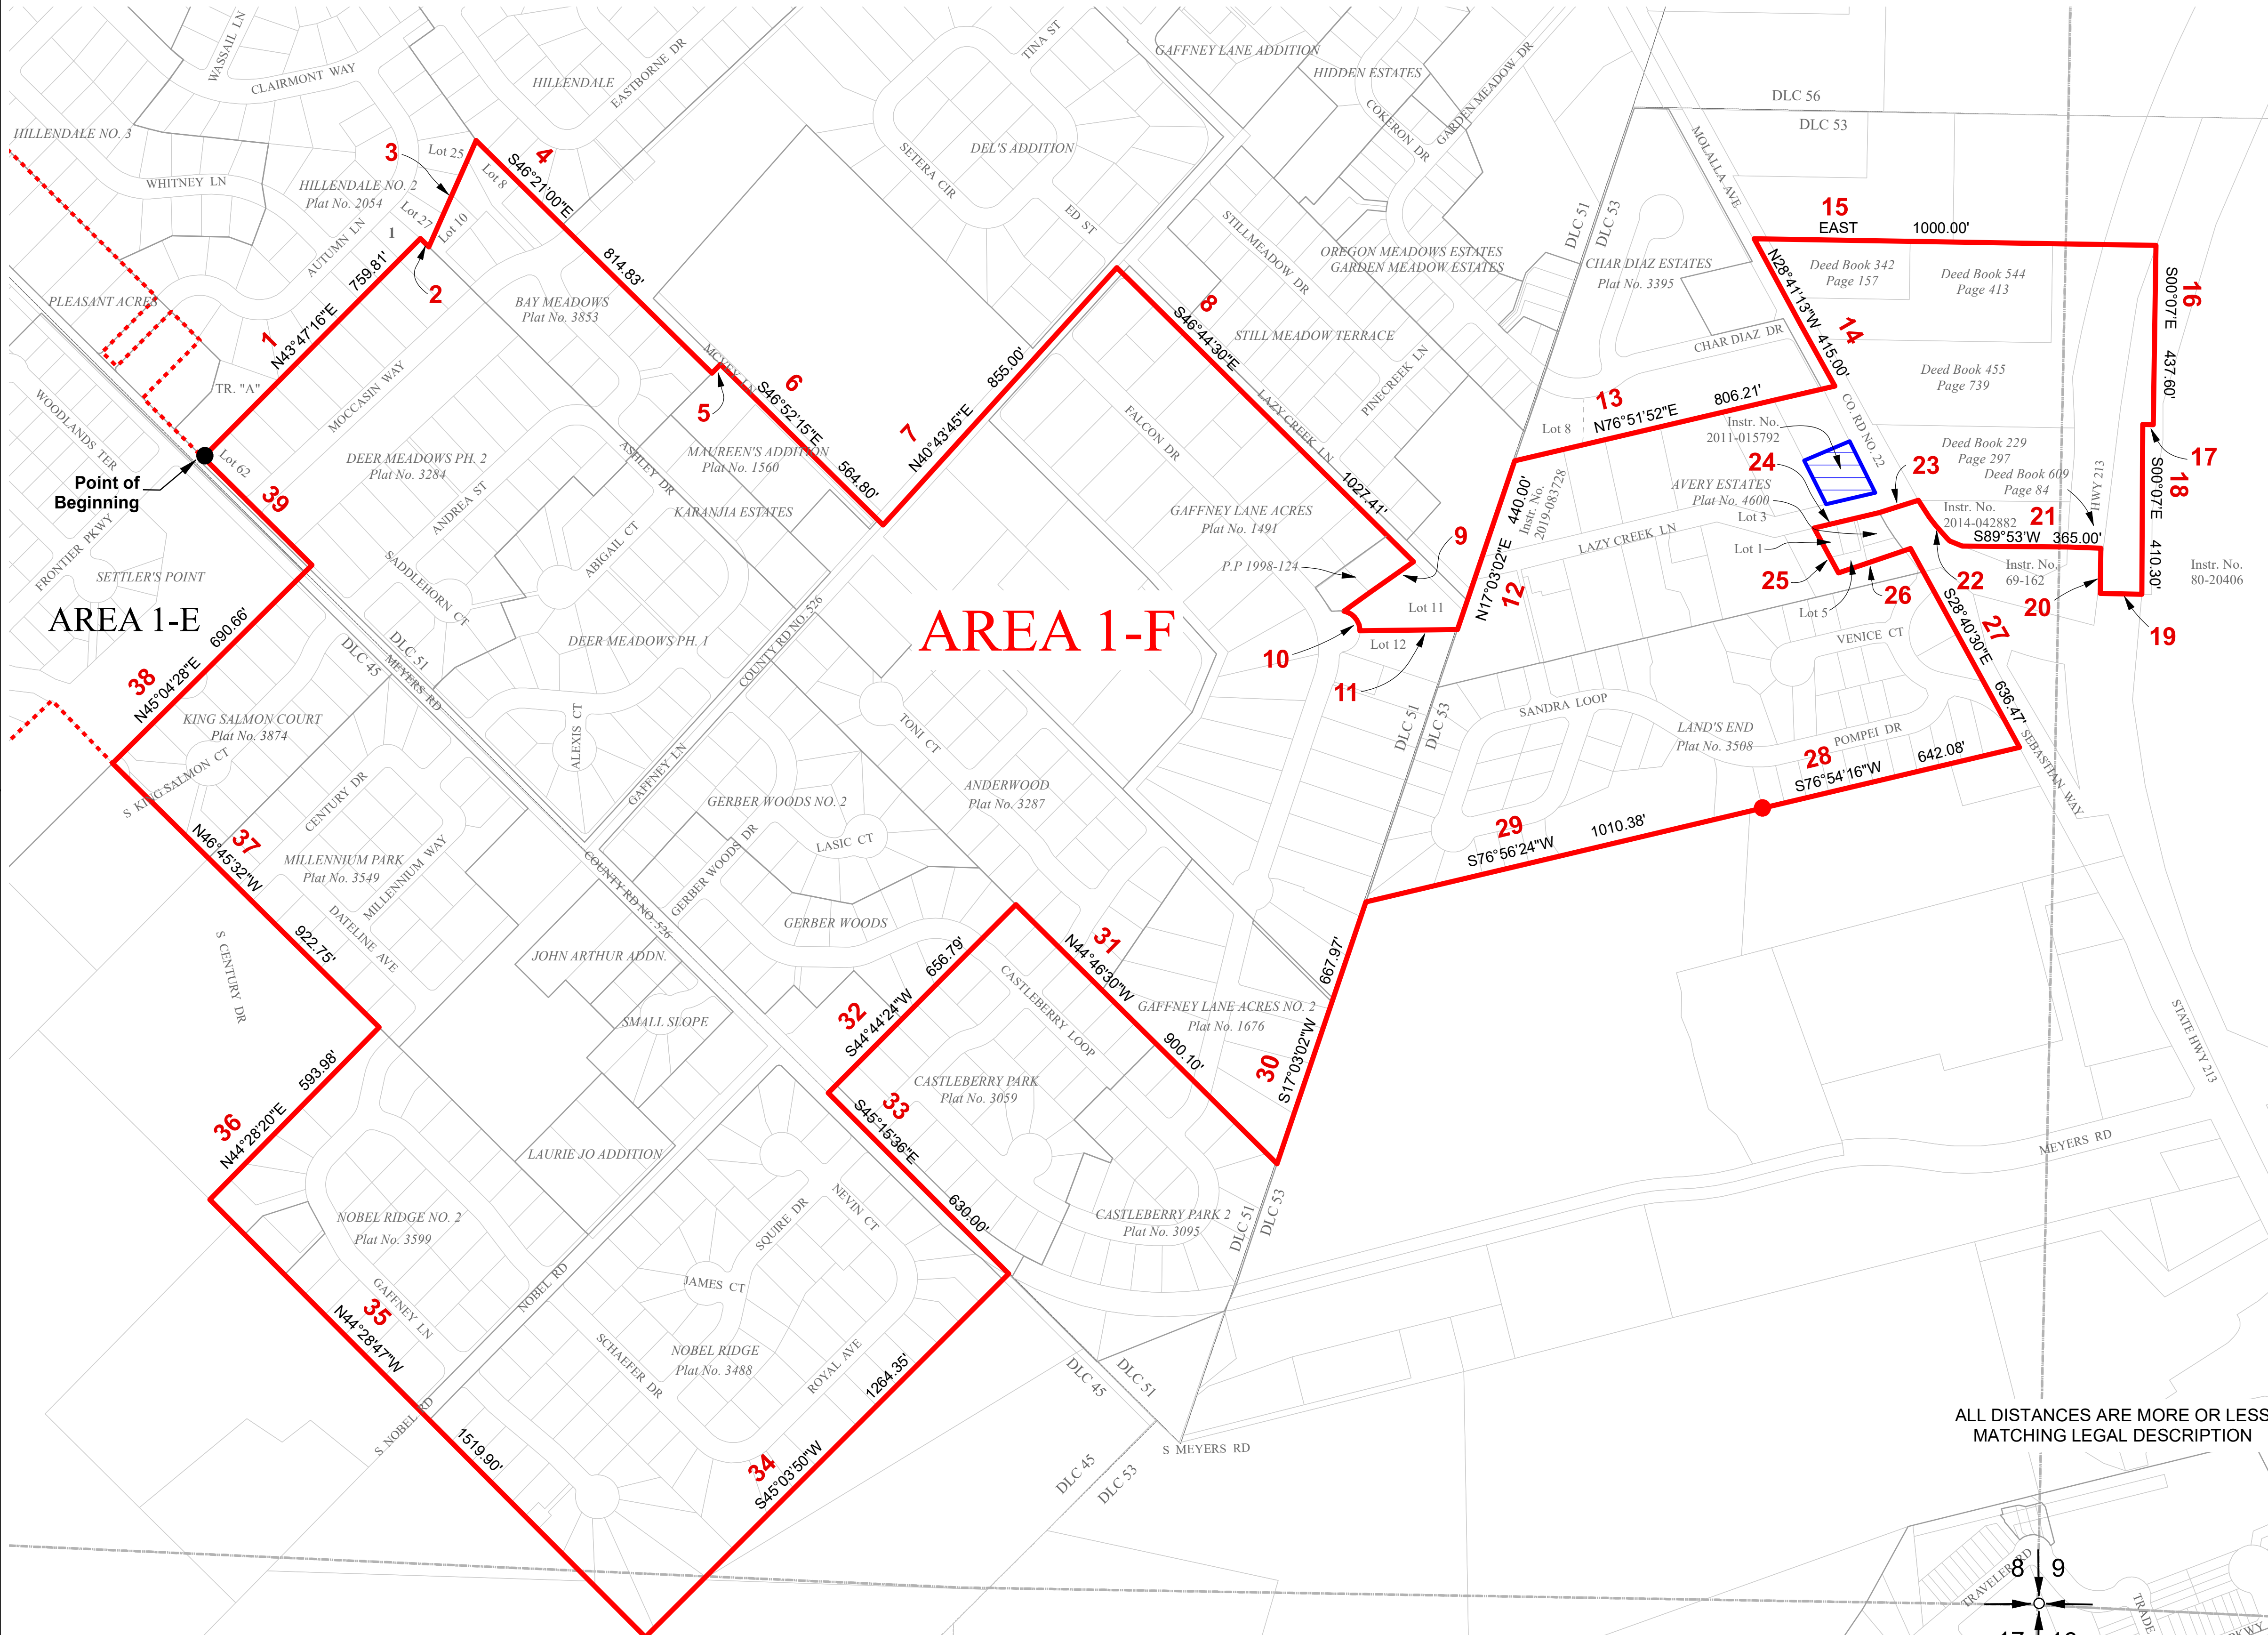 WASSAIL LN
CLAIRMONT WAY
HILLENDALE
EASTBORNE DR
TINA ST
GAFFNEY LANE ADDITION
HIDDEN ESTATES
COKERON DR
GARDEN MEADOW DR
DLC 56
DLC 53
MOLALLA AVE
HILLENDALE NO. 3
WHITNEY LN
HILLENDALE NO. 2
Plat No. 2054
AUTUMN LN
3
Lot 25
Lot 8
4
S46°21'00"E
814.83'
Lot 27
Lot 10
1
2
SETERA CIR
DEL'S ADDITION
ED ST
STILLMEADOW DR
OREGON MEADOWS ESTATES
GARDEN MEADOW ESTATES
DLC 51
DLC 53
CHAR DIAZ ESTATES
Plat No. 3395
CHAR DIAZ DR
15
EAST 1000.00'
Deed Book 342
Page 157
Deed Book 544
Page 413
16
S00°07'E 437.60'
N28°41'13"W 415.00'
14
Deed Book 455
Page 739
PLEASANT ACRES
TR. "A"
1
N43°47'16"E 759.81'
MOCCASIN WAY
BAY MEADOWS
Plat No. 3853
MCVEY LN
5
6
S46°52'15"E
564.80'
7
N40°43'45"E
855.00'
8
S46°44'30"E
1027.41'
STILL MEADOW TERRACE
LAZY CREEK LN
PINECREEK LN
13
N76°51'52"E
806.21'
Lot 8
CO. RD NO. 22
Instr. No.
2011-015792
Deed Book 229
Page 297
Deed Book 609
Page 84
HWY 213
17
18
S00°07'E 410.30'
WOODLANDS TER
Point of
Beginning
Lot 62
39
DEER MEADOWS PH. 2
Plat No. 3284
ANDREA ST
ASHLEY DR
MAUREEN'S ADDITION
Plat No. 1560
KARANJIA ESTATES
FALCON DR
GAFFNEY LANE ACRES
Plat No. 1491
P.P 1998-124
9
N17°03'02"E 440.00'
12
Instr. No.
2019-083728
LAZY CREEK LN
24
23
AVERY ESTATES
Plat No. 4600
Lot 3
Lot 1
Instr. No.
2014-042882
21
S89°53'W 365.00'
Instr. No.
69-162
Instr. No.
80-20406
22
20
19
25
Lot 5
26
FRONTIER PKWY
SETTLER'S POINT
AREA 1-E
SADDLEHORN CT
ABIGAIL CT
DEER MEADOWS PH. 1
COUNTY RD NO. 526
AREA 1-F
Lot 11
Lot 12
10
11
VENICE CT
27
S28°40'30"E
636.47'
38
N45°04'28"E
690.66'
DLC 51
DLC 45
MEYERS RD
KING SALMON COURT
Plat No. 3874
S KING SALMON CT
ALEXIS CT
GAFFNEY LN
TONI CT
ANDERWOOD
Plat No. 3287
DLC 51
DLC 53
SANDRA LOOP
LAND'S END
Plat No. 3508
POMPEI DR
28
S76°54'16"W
642.08'
SEBASTIAN WAY
29
S76°56'24"W
1010.38'
CENTURY DR
MILLENNIUM PARK
Plat No. 3549
MILLENNIUM WAY
DATELINE AVE
37
N46°45'32"W
922.75'
GERBER WOODS NO. 2
GERBER WOODS DR
LASIC CT
GERBER WOODS
COUNTY RD NO. 526
JOHN ARTHUR ADDN.
SMALL SLOPE
S CENTURY DR
32
S44°44'24"W
656.79'
31
N44°46'30"W
900.10'
CASTLEBERRY LOOP
GAFFNEY LANE ACRES NO. 2
Plat No. 1676
30
S17°03'02"W
667.97'
STATE HWY 213
MEYERS RD
36
N44°28'20"E
593.98'
33
S45°15'36"E
630.00'
CASTLEBERRY PARK
Plat No. 3059
LAURIE JO ADDITION
NOBEL RIDGE NO. 2
Plat No. 3599
GAFFNEY LN
SQUIRE DR
NEVIN CT
CASTLEBERRY PARK 2
Plat No. 3095
DLC 51
DLC 53
35
N44°28'47"W
1519.90'
NOBEL RD
S NOBEL RD
JAMES CT
SCHAEFER DR
NOBEL RIDGE
Plat No. 3488
ROYAL AVE
1264.35'
34
S45°03'50"W
DLC 45
DLC 51
S MEYERS RD
DLC 45
DLC 53
ALL DISTANCES ARE MORE OR LESS
MATCHING LEGAL DESCRIPTION
TRAVELER RD
8 9
TRADE
17 16